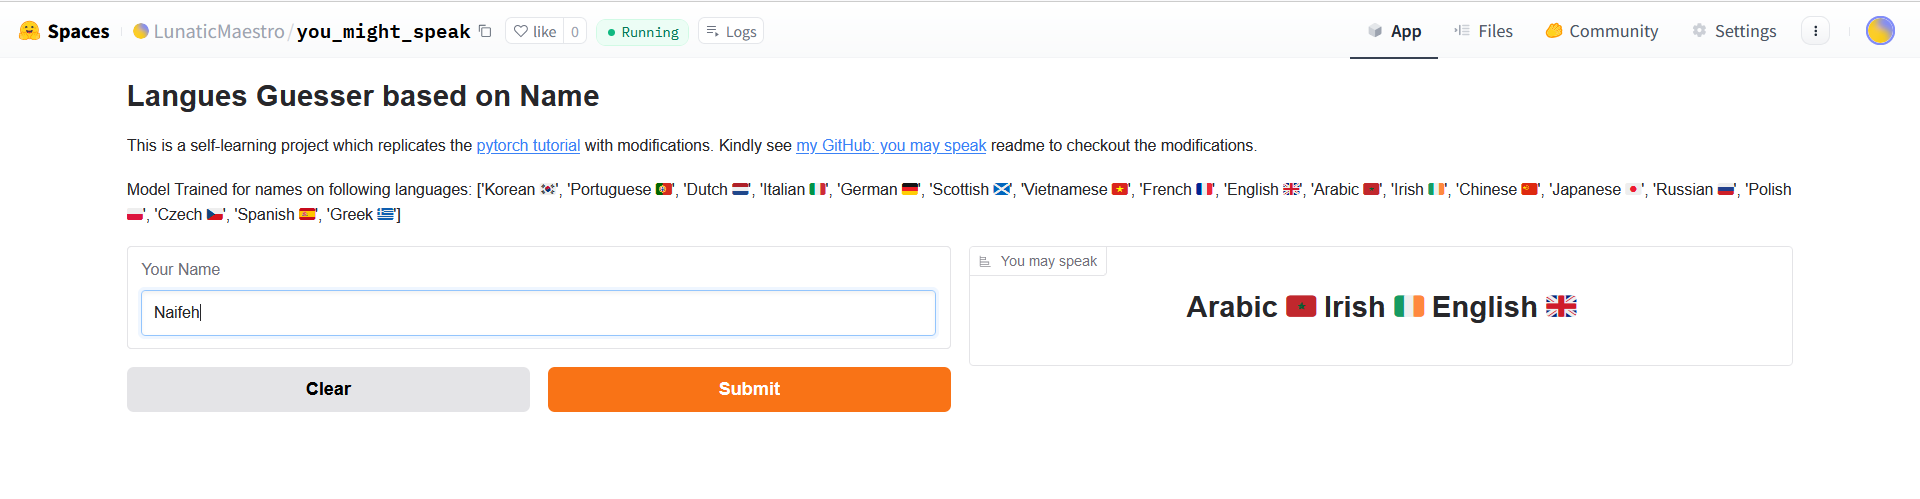 🤗 Spaces LunaticMaestro/you_might_speak like 0 Running Logs App Files Community Settings
Langues Guesser based on Name
This is a self-learning project which replicates the pytorch tutorial with modifications. Kindly see my GitHub: you may speak readme to checkout the modifications.
Model Trained for names on following languages: ['Korean 🇰🇷', 'Portuguese 🇵🇹', 'Dutch 🇳🇱', 'Italian 🇮🇹', 'German 🇩🇪', 'Scottish 🏴󠁧󠁢󠁳󠁣󠁴󠁿', 'Vietnamese 🇻🇳', 'French 🇫🇷', 'English 🇬🇧', 'Arabic 🇲🇦', 'Irish 🇮🇪', 'Chinese 🇨🇳', 'Japanese 🇯🇵', 'Russian 🇷🇺', 'Polish
🇵🇱', 'Czech 🇨🇿', 'Spanish 🇪🇸', 'Greek 🇬🇷']
Your Name
Naifeh
Clear
Submit
You may speak
Arabic 🇲🇦 Irish 🇮🇪 English 🇬🇧